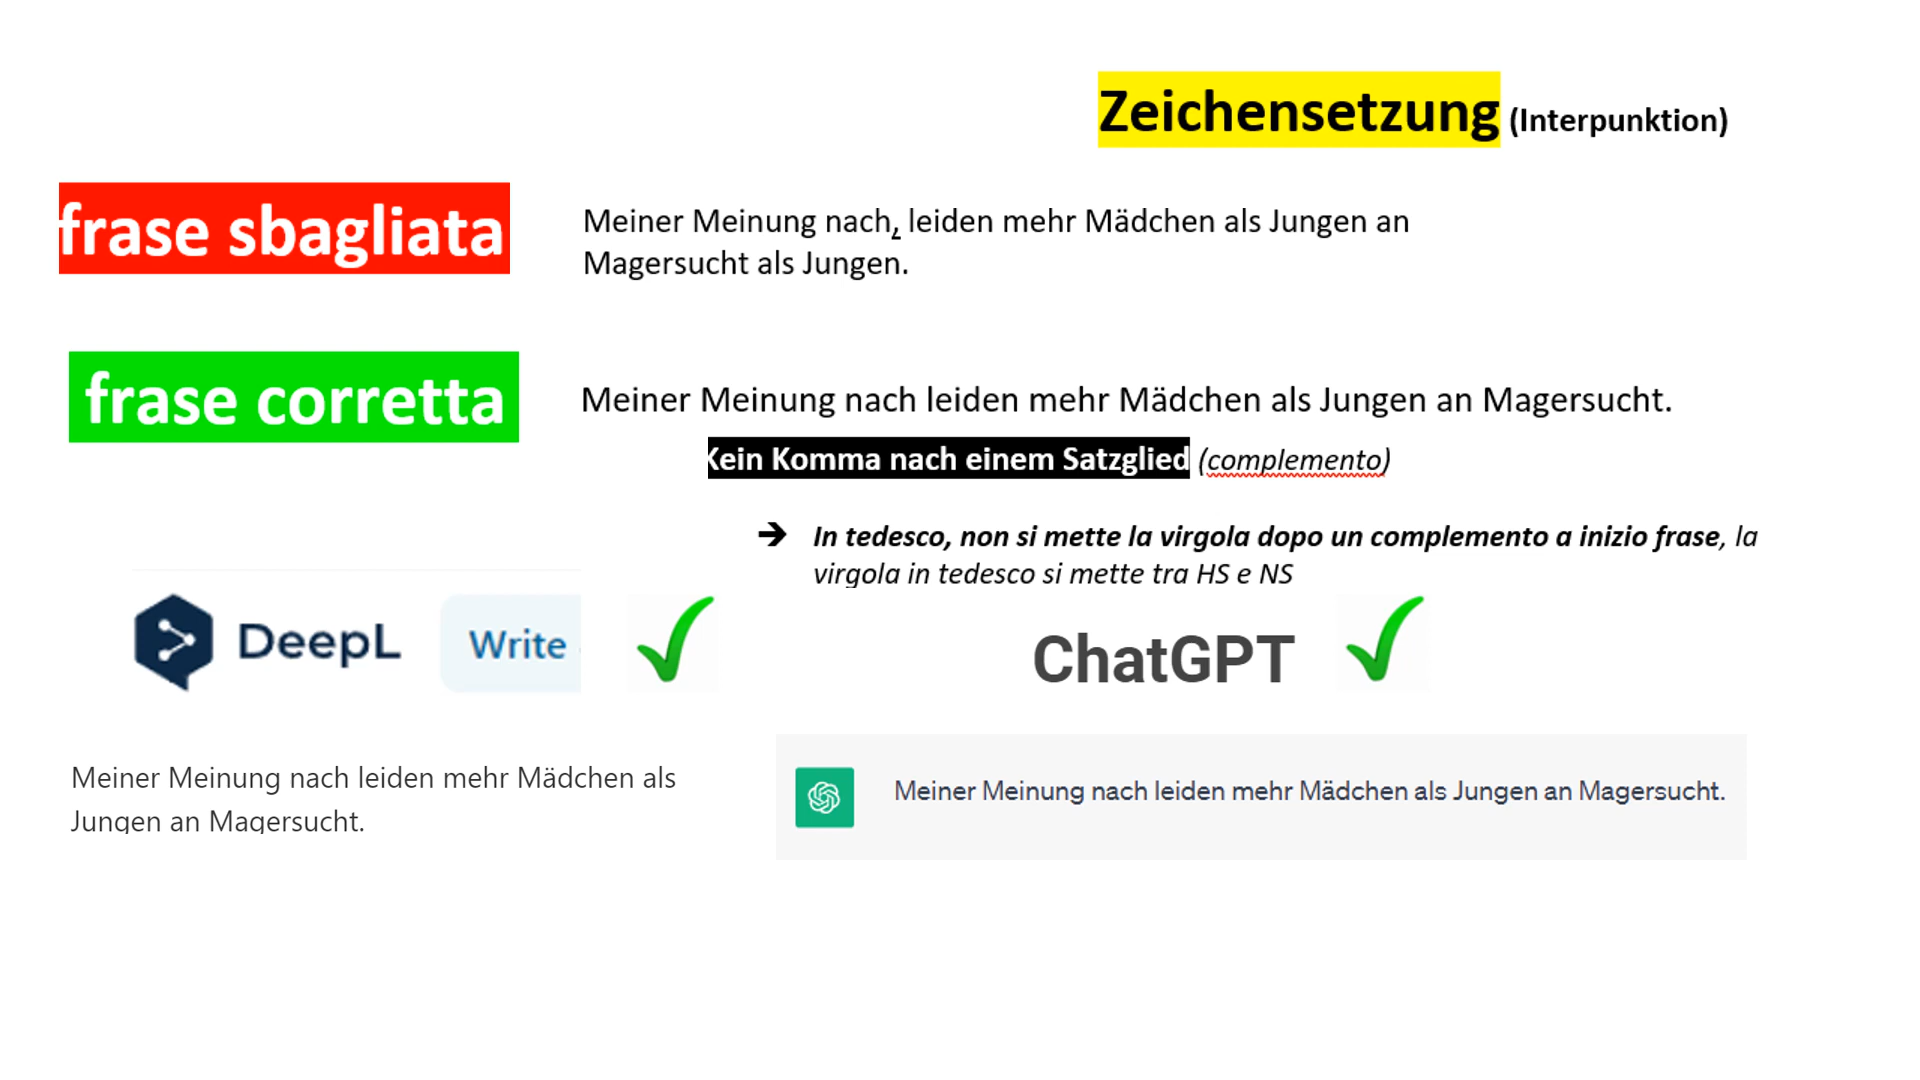 Zeichensetzung (Interpunktion)
frase sbagliata
Meiner Meinung nach, leiden mehr Mädchen als Jungen an
Magersucht als Jungen.
frase corretta
Meiner Meinung nach leiden mehr Mädchen als Jungen an Magersucht.
Kein Komma nach einem Satzglied (complemento)
➔ In tedesco, non si mette la virgola dopo un complemento a inizio frase, la
virgola in tedesco si mette tra HS e NS
DeepL Write
ChatGPT
Meiner Meinung nach leiden mehr Mädchen als
Jungen an Magersucht.
Meiner Meinung nach leiden mehr Mädchen als Jungen an Magersucht.